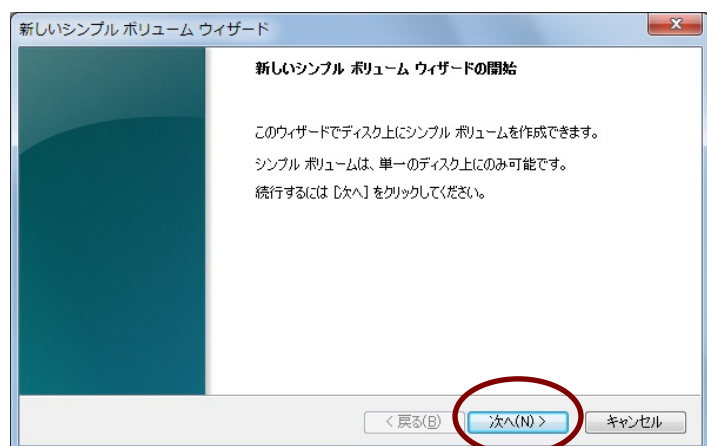 新しいシンプル ボリューム ウィザード
新しいシンプル ボリューム ウィザードの開始
このウィザードでディスク上にシンプル ボリュームを作成できます。
シンプル ボリュームは、単一のディスク上にのみ可能です。
続行するには [次へ] をクリックしてください。
< 戻る(B) 次へ(N) > キャンセル